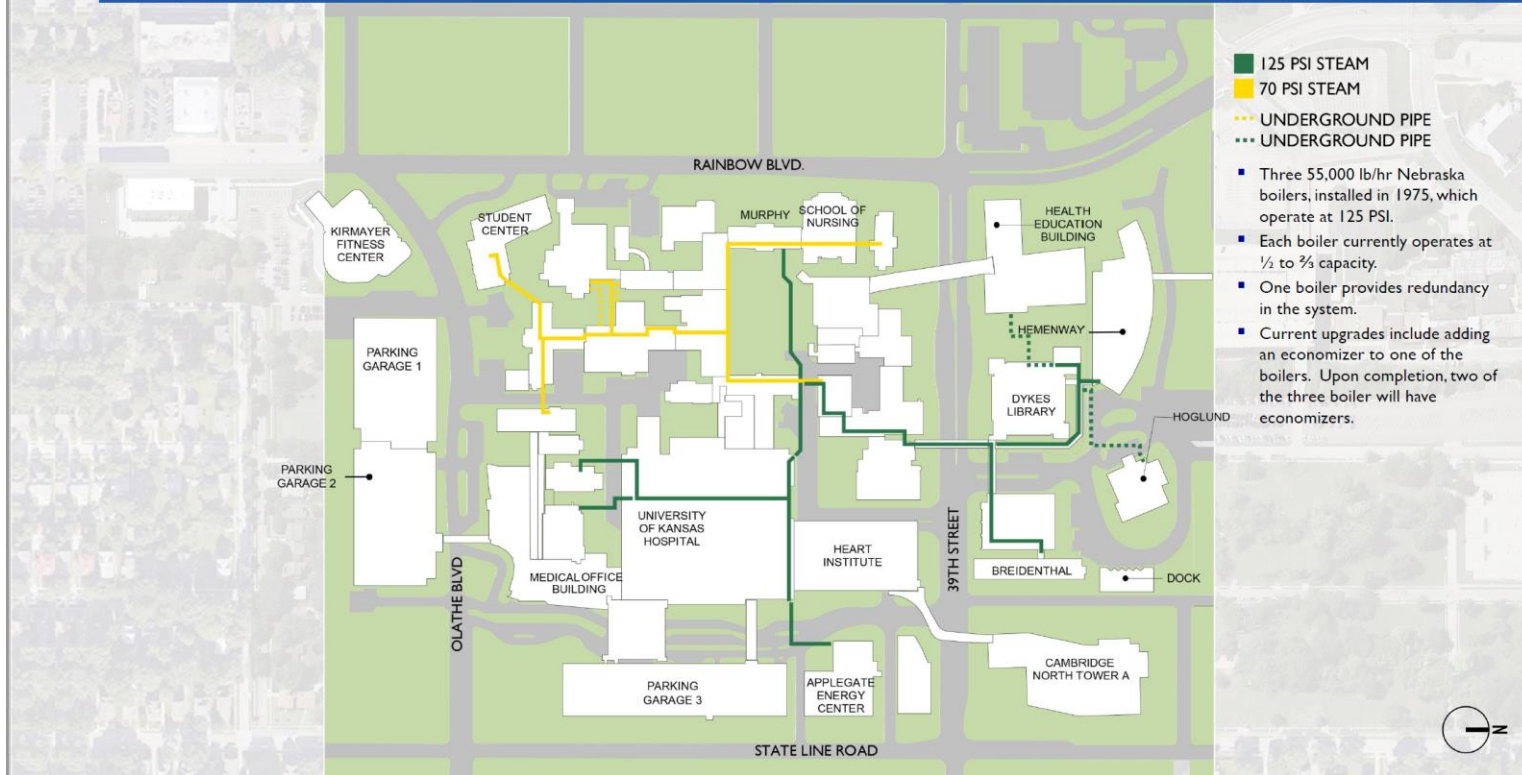 125 PSI STEAM
70 PSI STEAM
UNDERGROUND PIPE
UNDERGROUND PIPE
▪ Three 55,000 lb/hr Nebraska
boilers, installed in 1975, which
operate at 125 PSI.
▪ Each boiler currently operates at
½ to ⅔ capacity.
▪ One boiler provides redundancy
in the system.
▪ Current upgrades include adding
an economizer to one of the
boilers. Upon completion, two of
the three boiler will have
economizers.
RAINBOW BLVD.
KIRMAYER
FITNESS
CENTER
STUDENT
CENTER
MURPHY
SCHOOL OF
NURSING
HEALTH
EDUCATION
BUILDING
HEMENWAY
PARKING
GARAGE 1
DYKES
LIBRARY
HOGLUND
PARKING
GARAGE 2
UNIVERSITY
OF KANSAS
HOSPITAL
HEART
INSTITUTE
39TH STREET
BREIDENTHAL
DOCK
OLATHE BLVD
MEDICAL OFFICE
BUILDING
PARKING
GARAGE 3
APPLEGATE
ENERGY
CENTER
CAMBRIDGE
NORTH TOWER A
STATE LINE ROAD
N